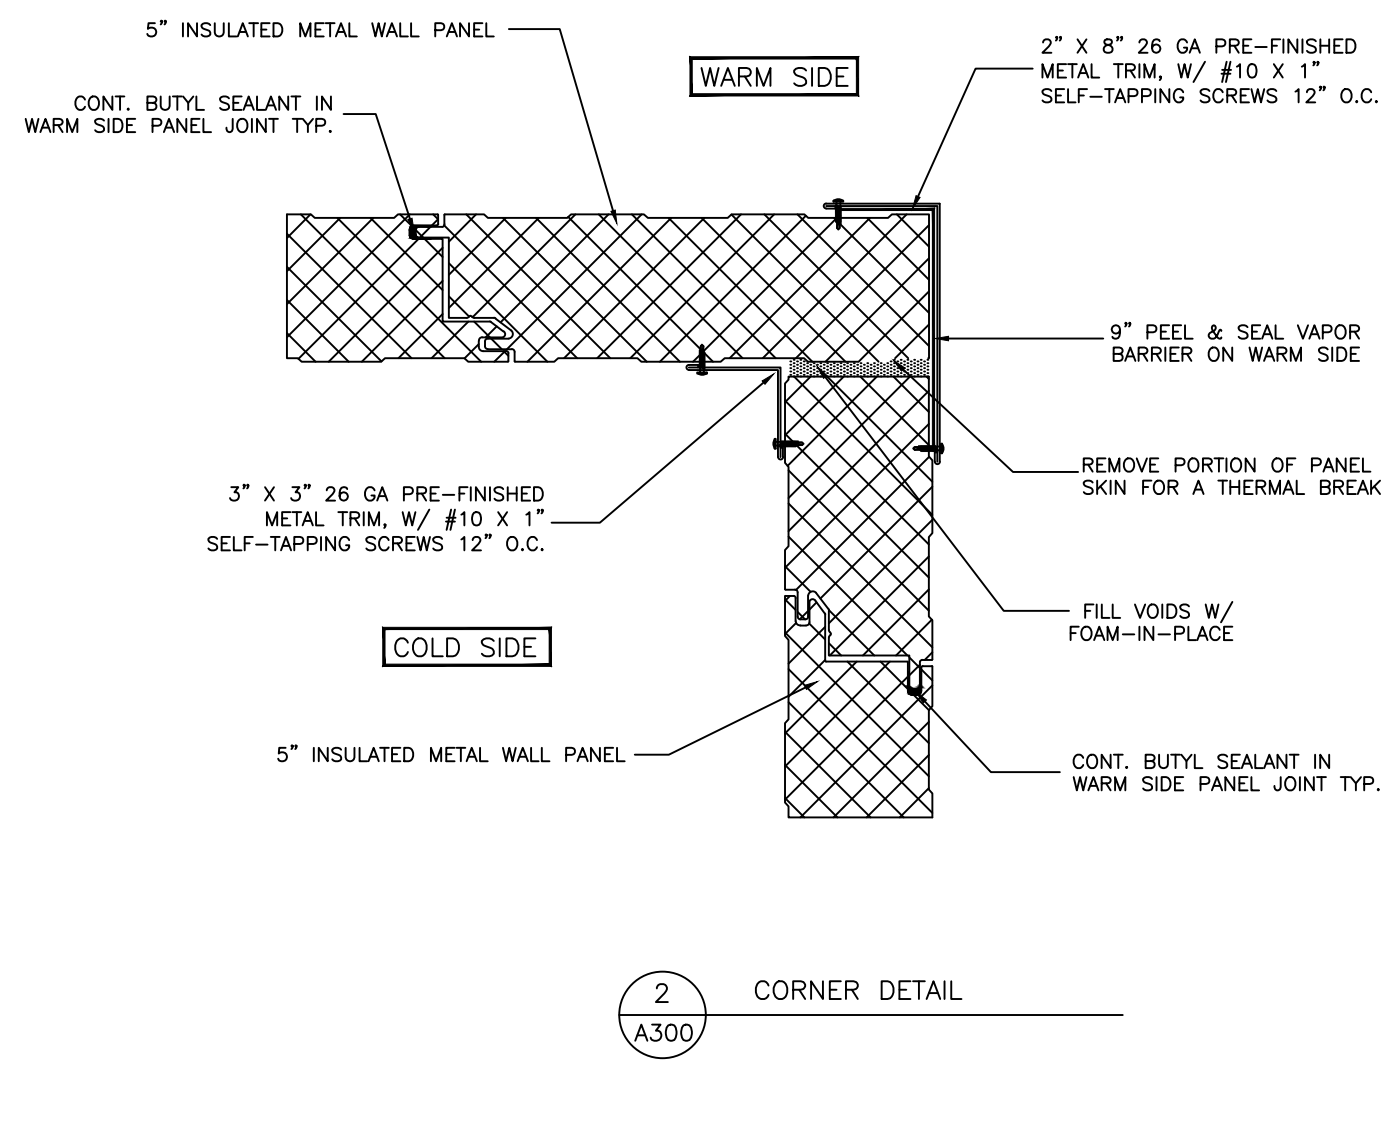 5" INSULATED METAL WALL PANEL
WARM SIDE
2" X 8" 26 GA PRE-FINISHED
METAL TRIM, W/ #10 X 1"
SELF-TAPPING SCREWS 12" O.C.
CONT. BUTYL SEALANT IN
WARM SIDE PANEL JOINT TYP.
9" PEEL & SEAL VAPOR
BARRIER ON WARM SIDE
REMOVE PORTION OF PANEL
SKIN FOR A THERMAL BREAK
3" X 3" 26 GA PRE-FINISHED
METAL TRIM, W/ #10 X 1"
SELF-TAPPING SCREWS 12" O.C.
FILL VOIDS W/
FOAM-IN-PLACE
COLD SIDE
5" INSULATED METAL WALL PANEL
CONT. BUTYL SEALANT IN
WARM SIDE PANEL JOINT TYP.
2
A300
CORNER DETAIL